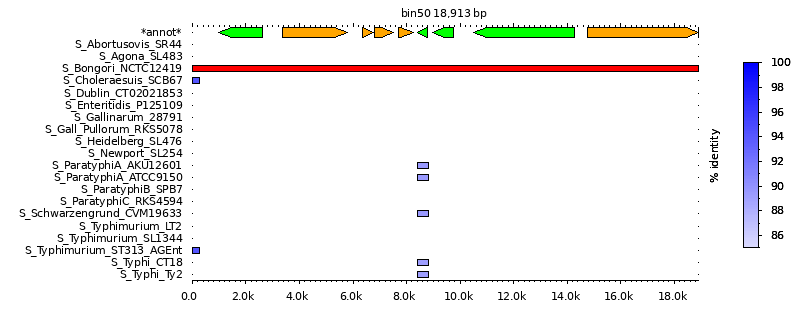 bin50 18,913 bp
*annot*
S_Abortusovis_SR44
S_Agona_SL483
S_Bongori_NCTC12419
S_Choleraesuis_SCB67
S_Dublin_CT02021853
S_Enteritidis_P125109
S_Gallinarum_28791
S_Gall_Pullorum_RKS5078
S_Heidelberg_SL476
S_Newport_SL254
S_ParatyphiA_AKU12601
S_ParatyphiA_ATCC9150
S_ParatyphiB_SPB7
S_ParatyphiC_RKS4594
S_Schwarzengrund_CVM19633
S_Typhimurium_LT2
S_Typhimurium_SL1344
S_Typhimurium_ST313_AGEnt
S_Typhi_CT18
S_Typhi_Ty2
0.0 2.0k 4.0k 6.0k 8.0k 10.0k 12.0k 14.0k 16.0k 18.0k
% identity
100
98
96
94
92
90
88
86